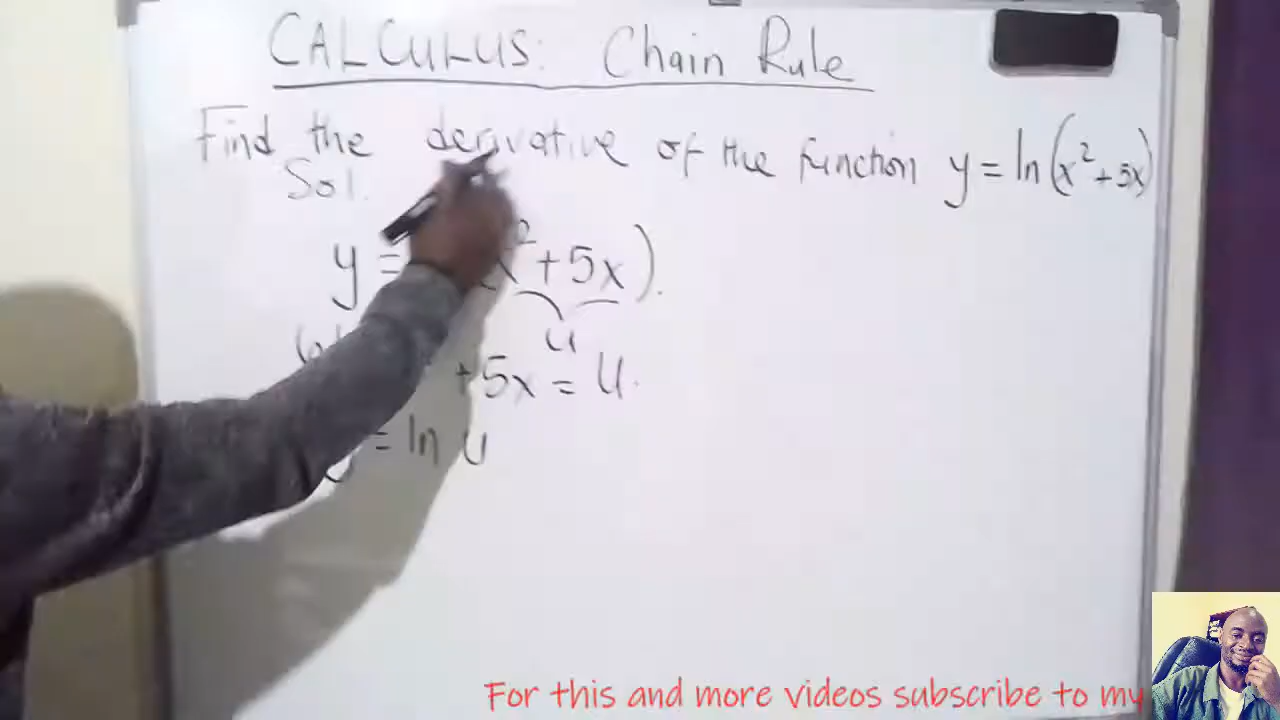 CALCULUS: Chain Rule
Find the derivative of the function y = ln(x² + 5x)
Sol.
y = x² + 5x).
u
+ 5x = u.
= ln u
For this and more videos subscribe to my